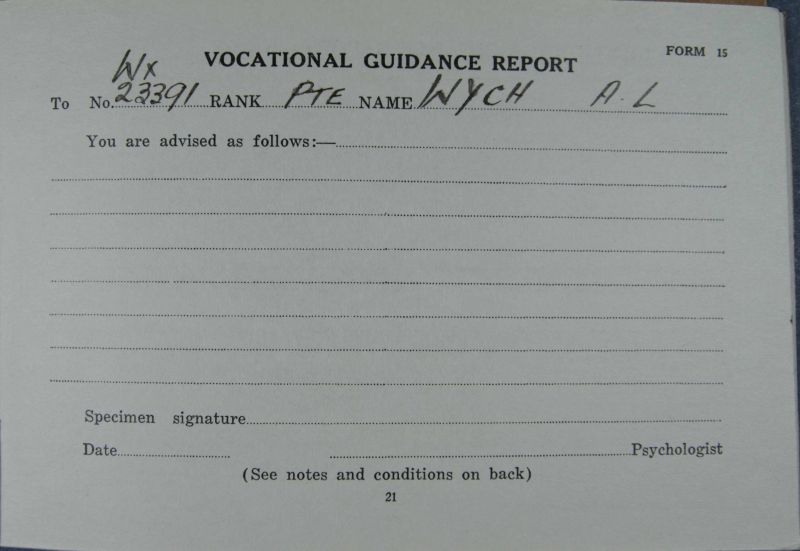 VOCATIONAL GUIDANCE REPORT FORM 15
Wx
To No. 23391 RANK PTE NAME WYCH A. L
You are advised as follows:—
Specimen signature
Date Psychologist
(See notes and conditions on back)
21